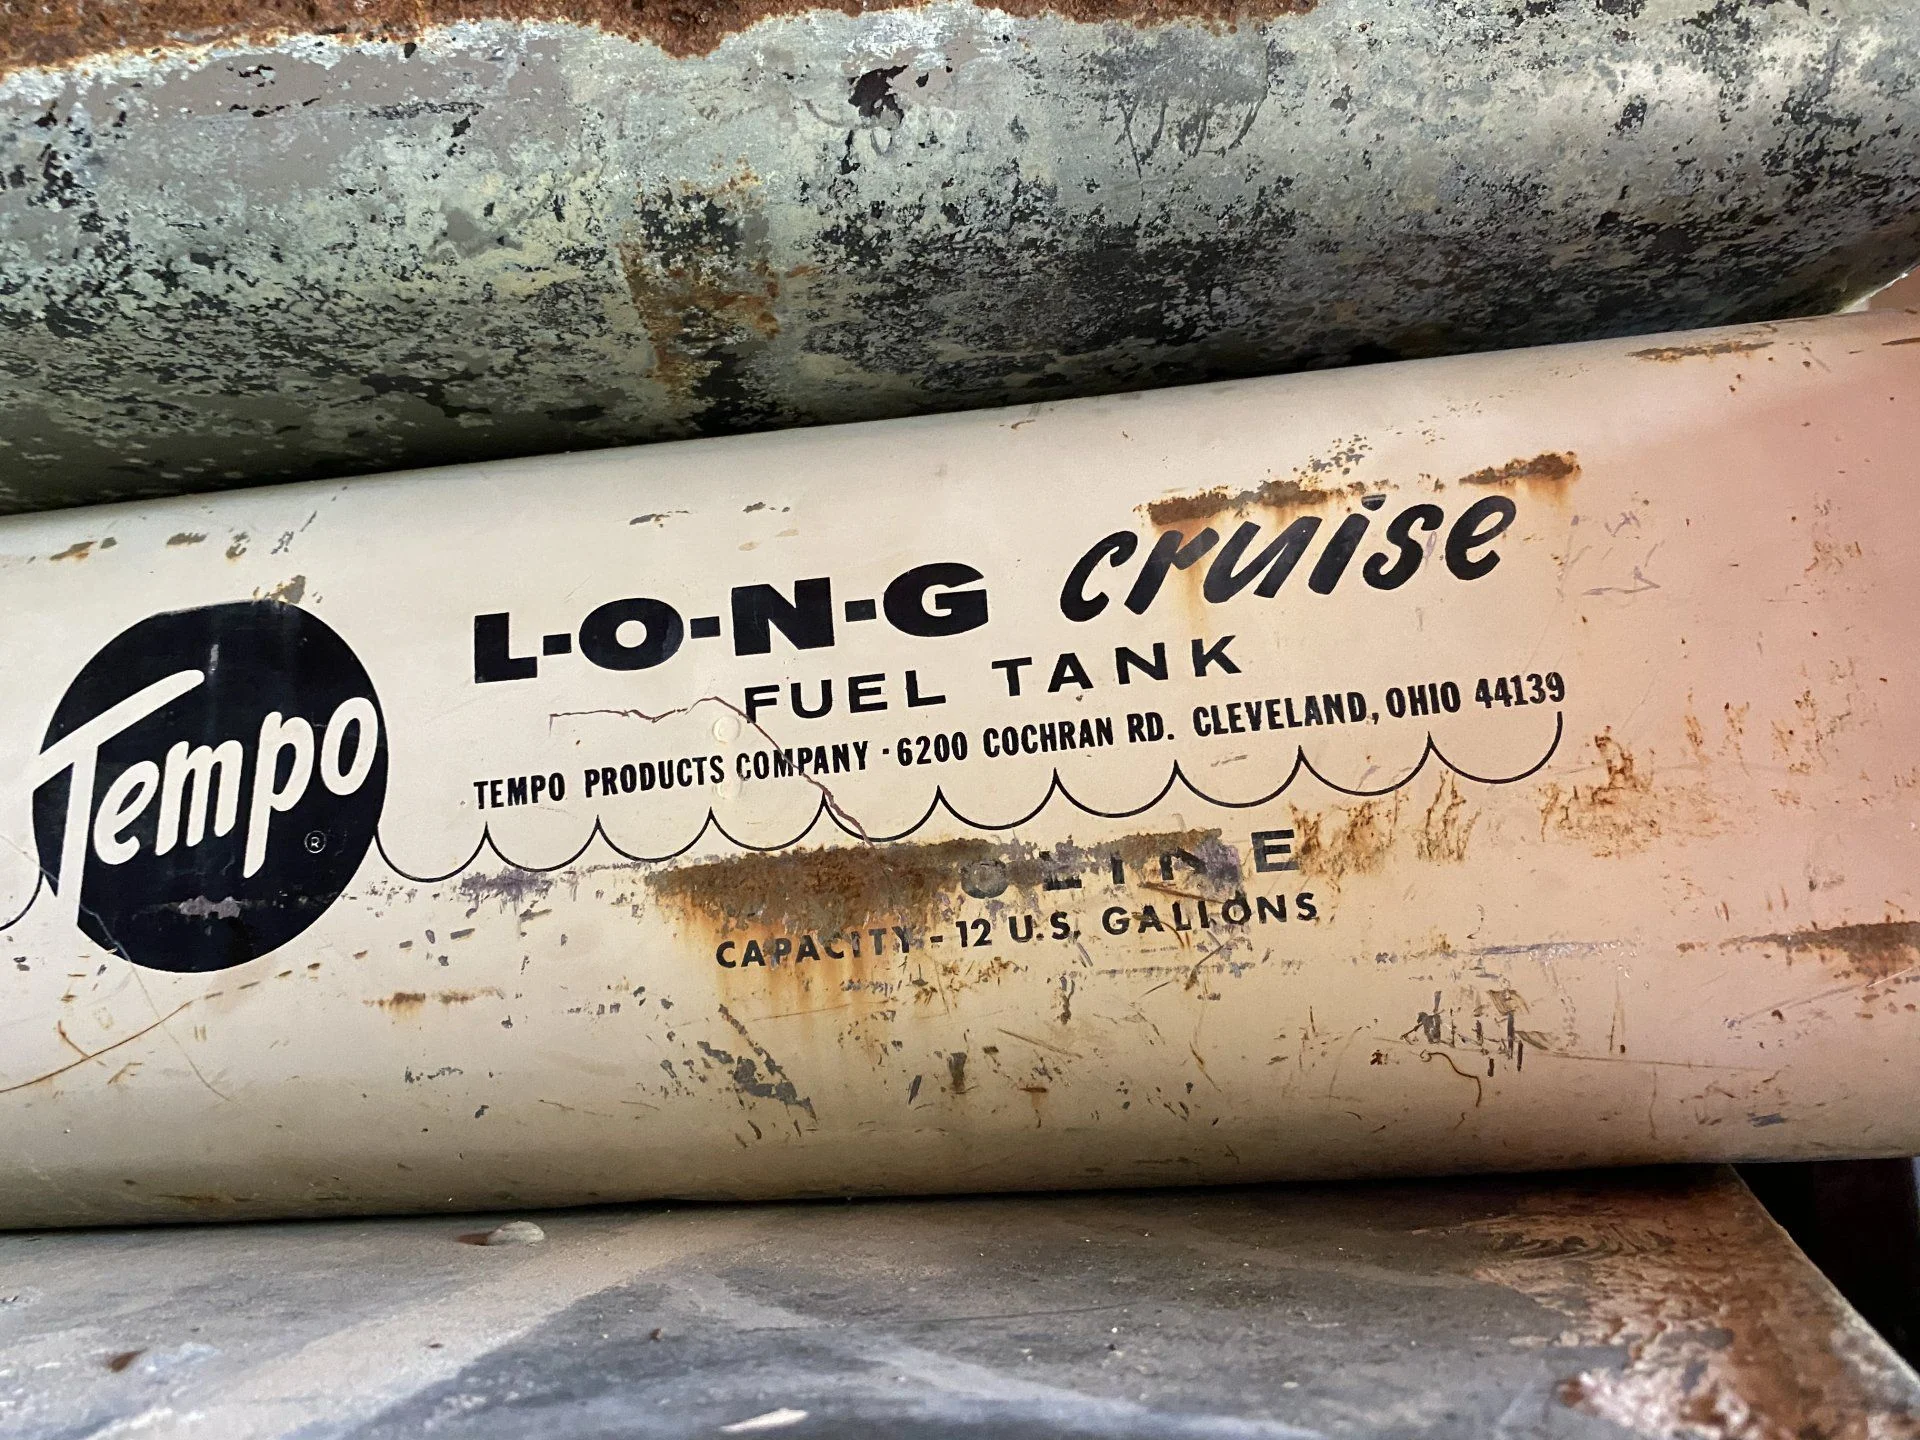 Tempo
®
L-O-N-G cruise
FUEL TANK
TEMPO PRODUCTS COMPANY · 6200 COCHRAN RD. CLEVELAND, OHIO 44139
CAPACITY - 12 U.S. GALLONS